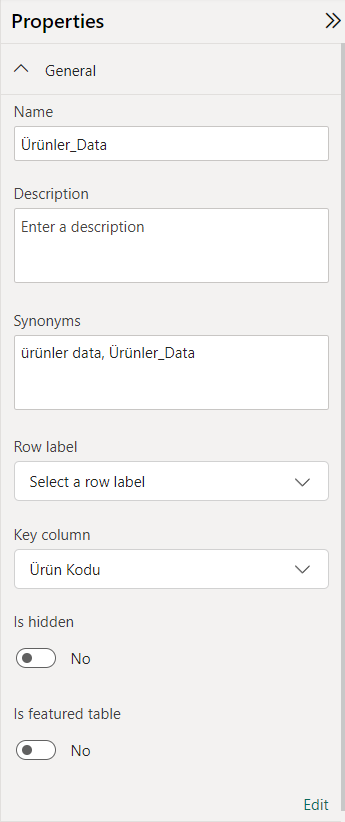 Properties
General
Name
Ürünler_Data
Description
Enter a description
Synonyms
ürünler data, Ürünler_Data
Row label
Select a row label
Key column
Ürün Kodu
Is hidden
No
Is featured table
No
Edit